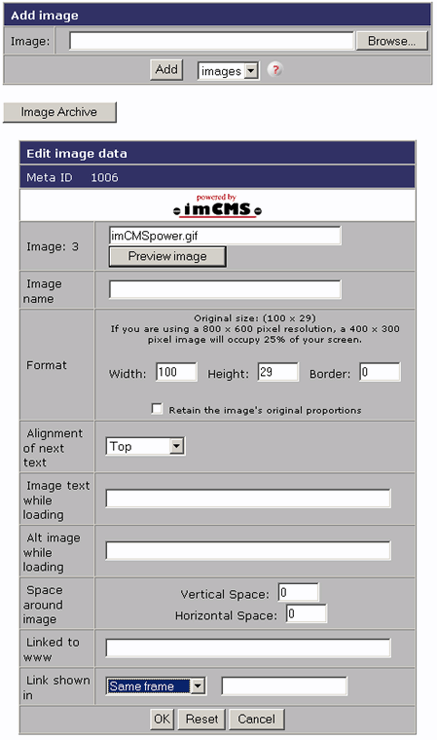 Add image
Image: Browse...
Add images ?
Image Archive
Edit image data
Meta ID 1006
powered by
imCMS
Image: 3 imCMSpower.gif
Preview image
Image
name
Original size: (100 x 29)
If you are using a 800 x 600 pixel resolution, a 400 x 300
pixel image will occupy 25% of your screen.
Format
Width: 100 Height: 29 Border: 0
Retain the image's original proportions
Alignment
of next
text
Top
Image text
while
loading
Alt image
while
loading
Space
around
image
Vertical Space: 0
Horizontal Space: 0
Linked to
www
Link shown
in
Same frame
OK Reset Cancel